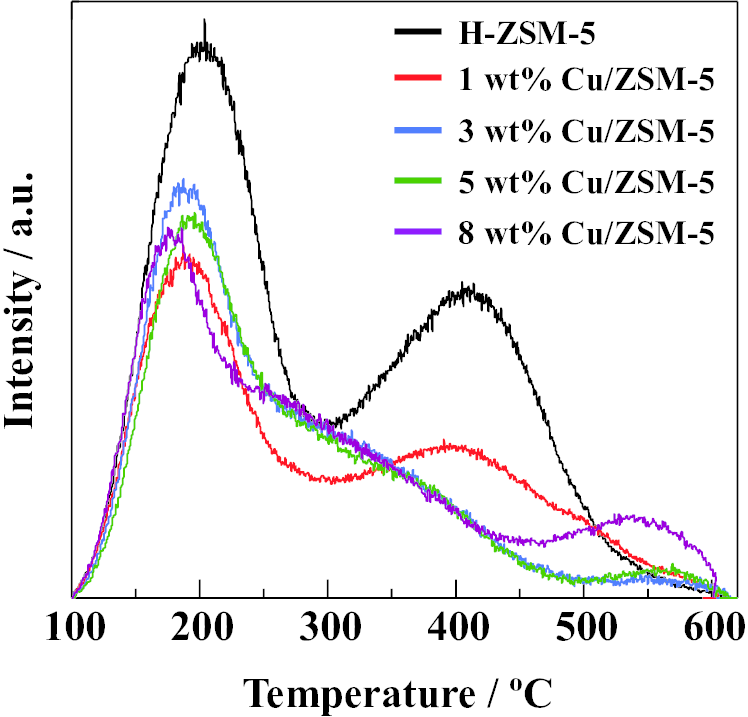 H-ZSM-5
1 wt% Cu/ZSM-5
3 wt% Cu/ZSM-5
5 wt% Cu/ZSM-5
8 wt% Cu/ZSM-5
Intensity / a.u.
100 200 300 400 500 600
Temperature / ºC